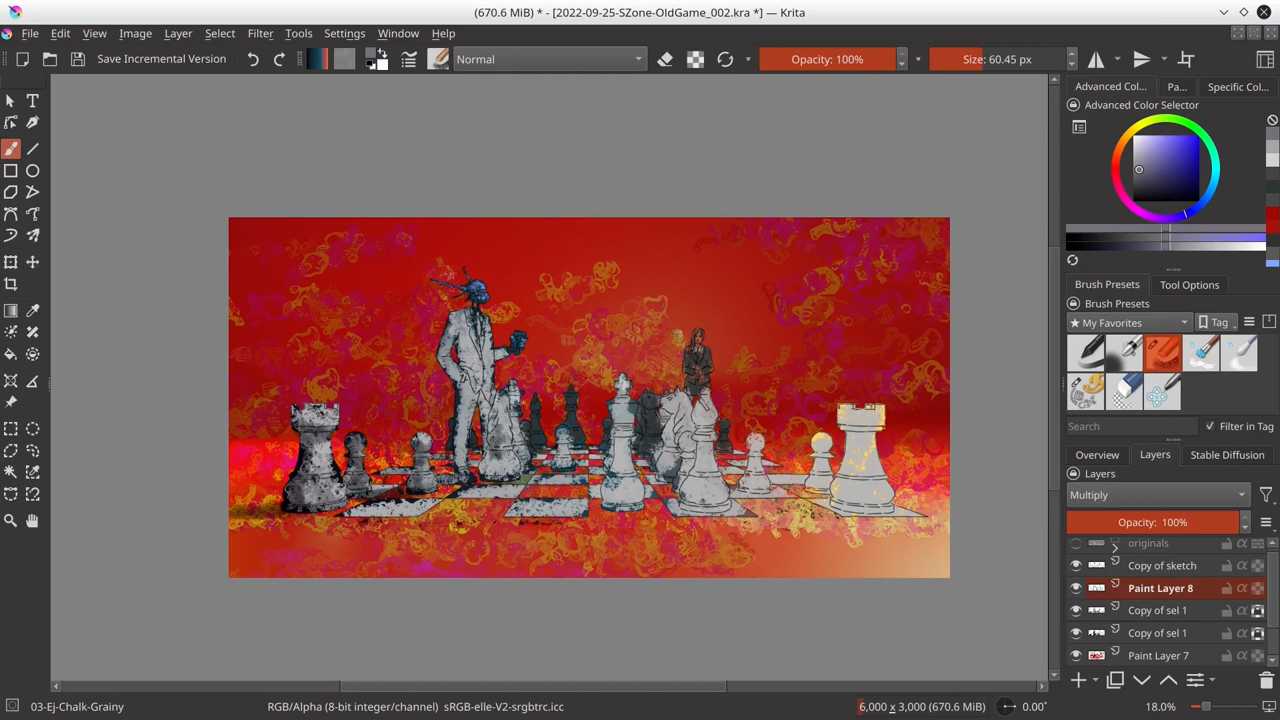 (670.6 MiB) * - [2022-09-25-SZone-OldGame_002.kra *] — Krita
File Edit View Image Layer Select Filter Tools Settings Window Help
Save Incremental Version Normal Opacity: 100% Size: 60.45 px
Advanced Col... Pa... Specific Col...
Advanced Color Selector
Brush Presets Tool Options
Brush Presets
★ My Favorites Tag
Search Filter in Tag
Overview Layers Stable Diffusion
Layers
Multiply
Opacity: 100%
originals
Copy of sketch
Paint Layer 8
Copy of sel 1
Copy of sel 1
Paint Layer 7
03-Ej-Chalk-Grainy RGB/Alpha (8-bit integer/channel) sRGB-elle-V2-srgbtrc.icc 6,000 x 3,000 (670.6 MiB) 0.00° 18.0%